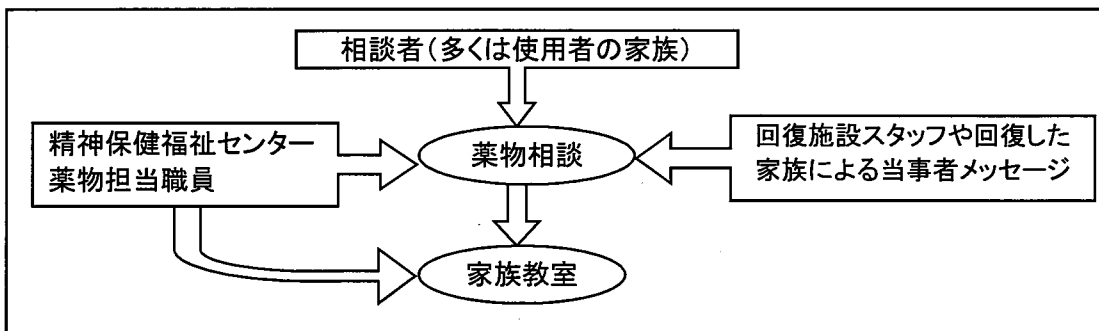 相談者（多くは使用者の家族）
精神保健福祉センター
薬物担当職員
薬物相談
回復施設スタッフや回復した
家族による当事者メッセージ
家族教室